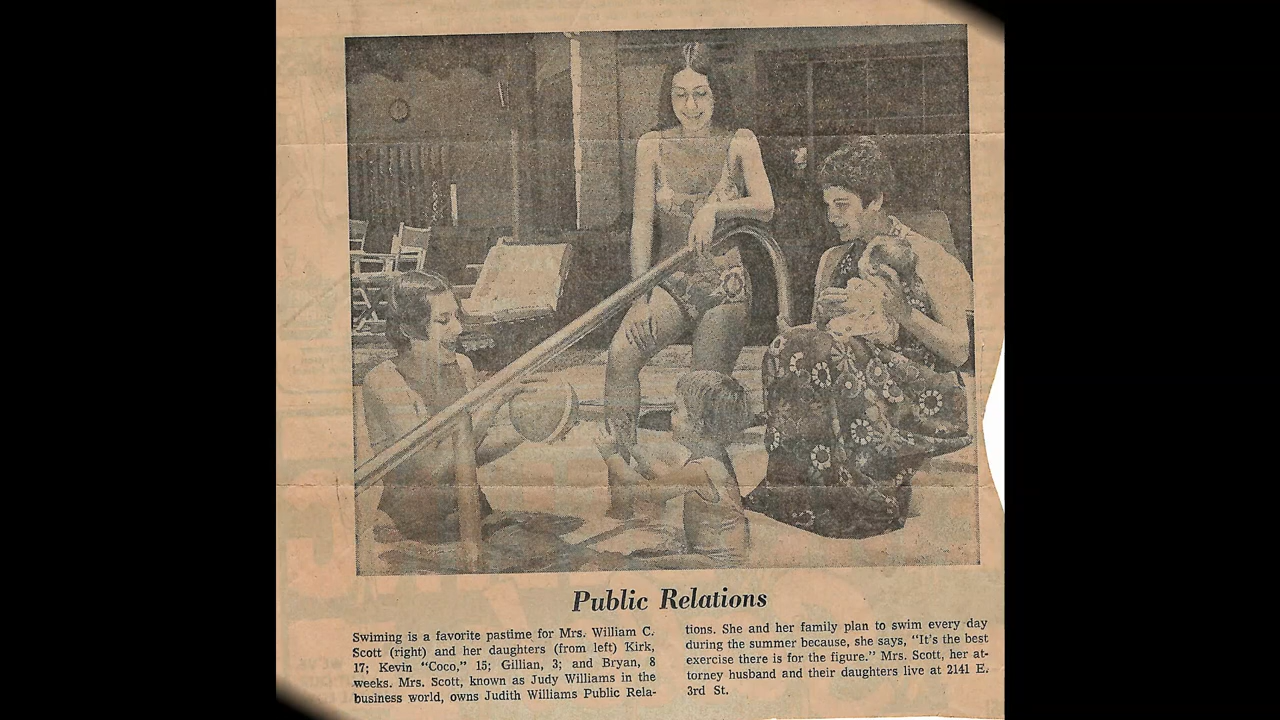 Public Relations
Swiming is a favorite pastime for Mrs. William C.
Scott (right) and her daughters (from left) Kirk,
17; Kevin “Coco,” 15; Gillian, 3; and Bryan, 8
weeks. Mrs. Scott, known as Judy Williams in the
business world, owns Judith Williams Public Rela-
tions. She and her family plan to swim every day
during the summer because, she says, “It’s the best
exercise there is for the figure.” Mrs. Scott, her at-
torney husband and their daughters live at 2141 E.
3rd St.